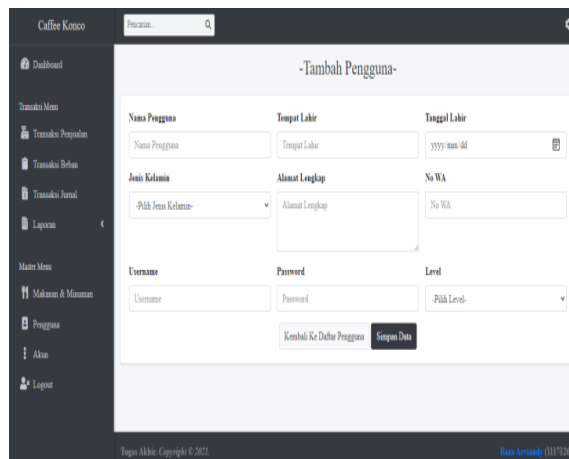 Caffee Konco
Pencarian...
Dashboard
Transaksi Menu
Transaksi Penjualan
Transaksi Beban
Transaksi Jurnal
Laporan
Master Menu
Makanan & Minuman
Pengguna
Akun
Logout
-Tambah Pengguna-
Nama Pengguna Tempat Lahir Tanggal Lahir
Nama Pengguna Tempat Lahir yyyy/mm/dd
Jenis Kelamin Alamat Lengkap No WA
-Pilih Jenis Kelamin- Alamat Lengkap No WA
Username Password Level
Username Password -Pilih Level-
Kembali Ke Daftar Pengguna Simpan Data
Tugas Akhir. Copyright © 2021. (1117126